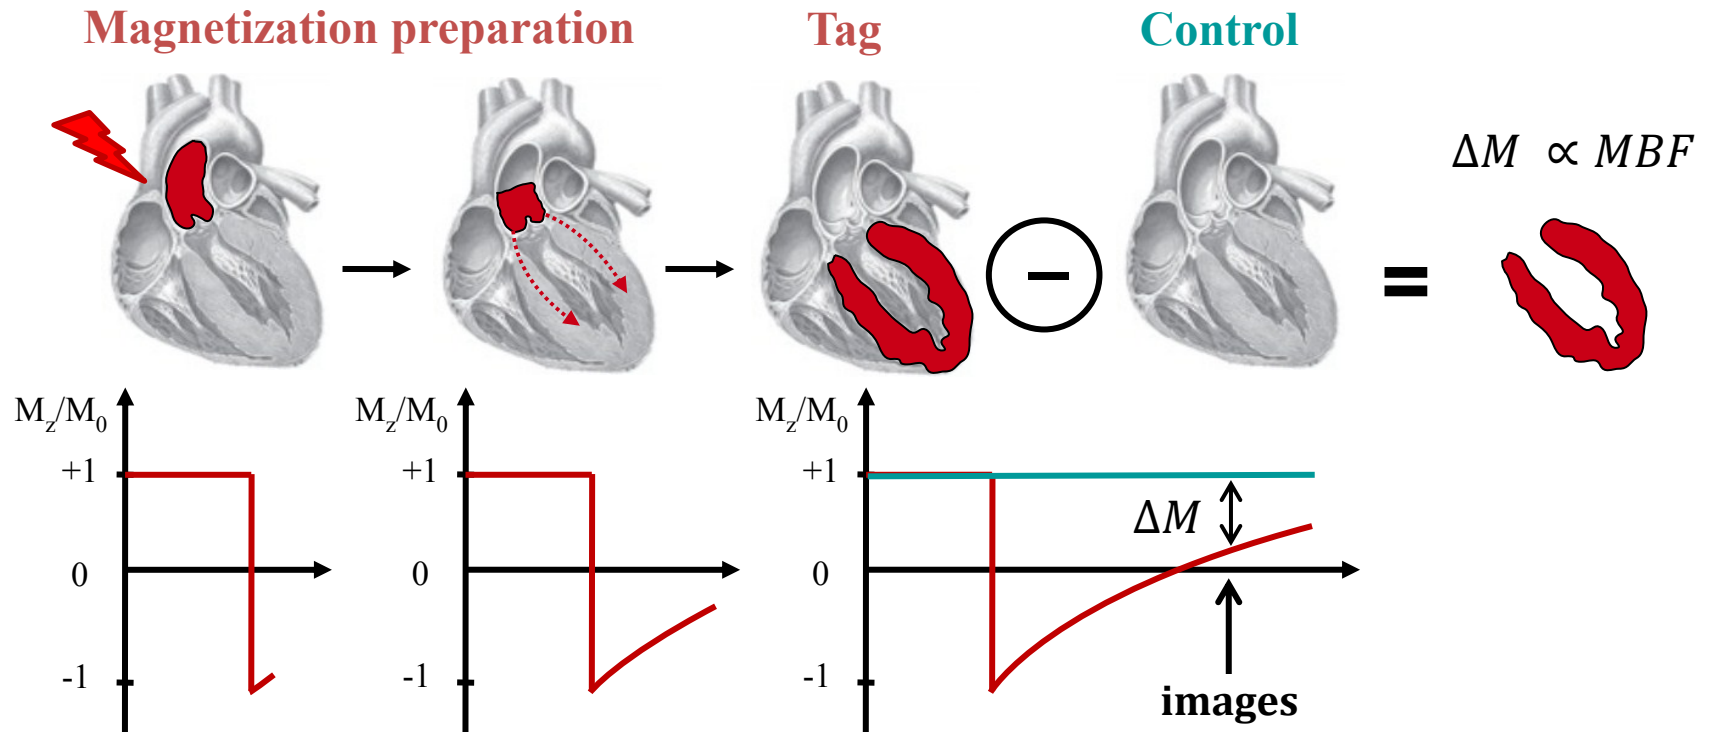 Magnetization preparation
Tag
Control
−
=
ΔM ∝ MBF
M_z/M_0
+1
0
-1
M_z/M_0
+1
0
-1
M_z/M_0
+1
0
-1
ΔM
images